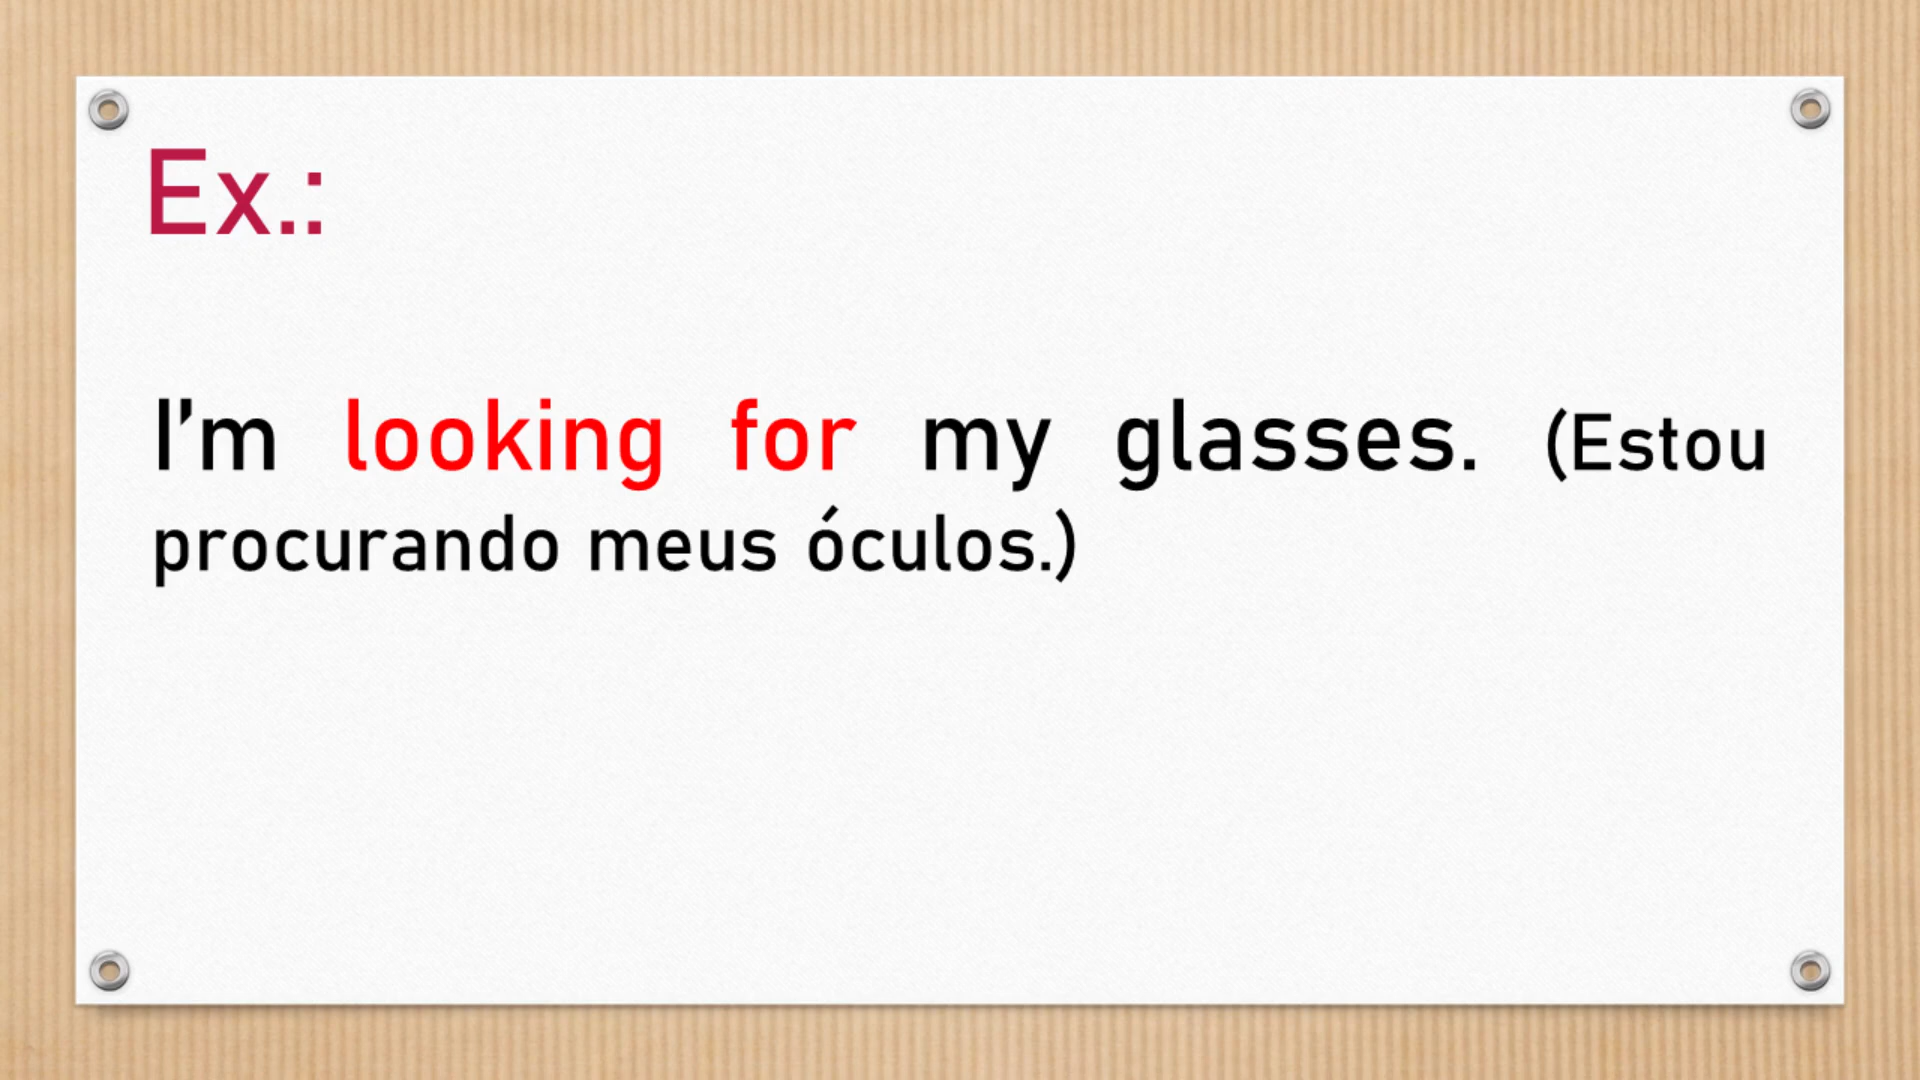 Ex.:
I’m looking for my glasses. (Estou
procurando meus óculos.)